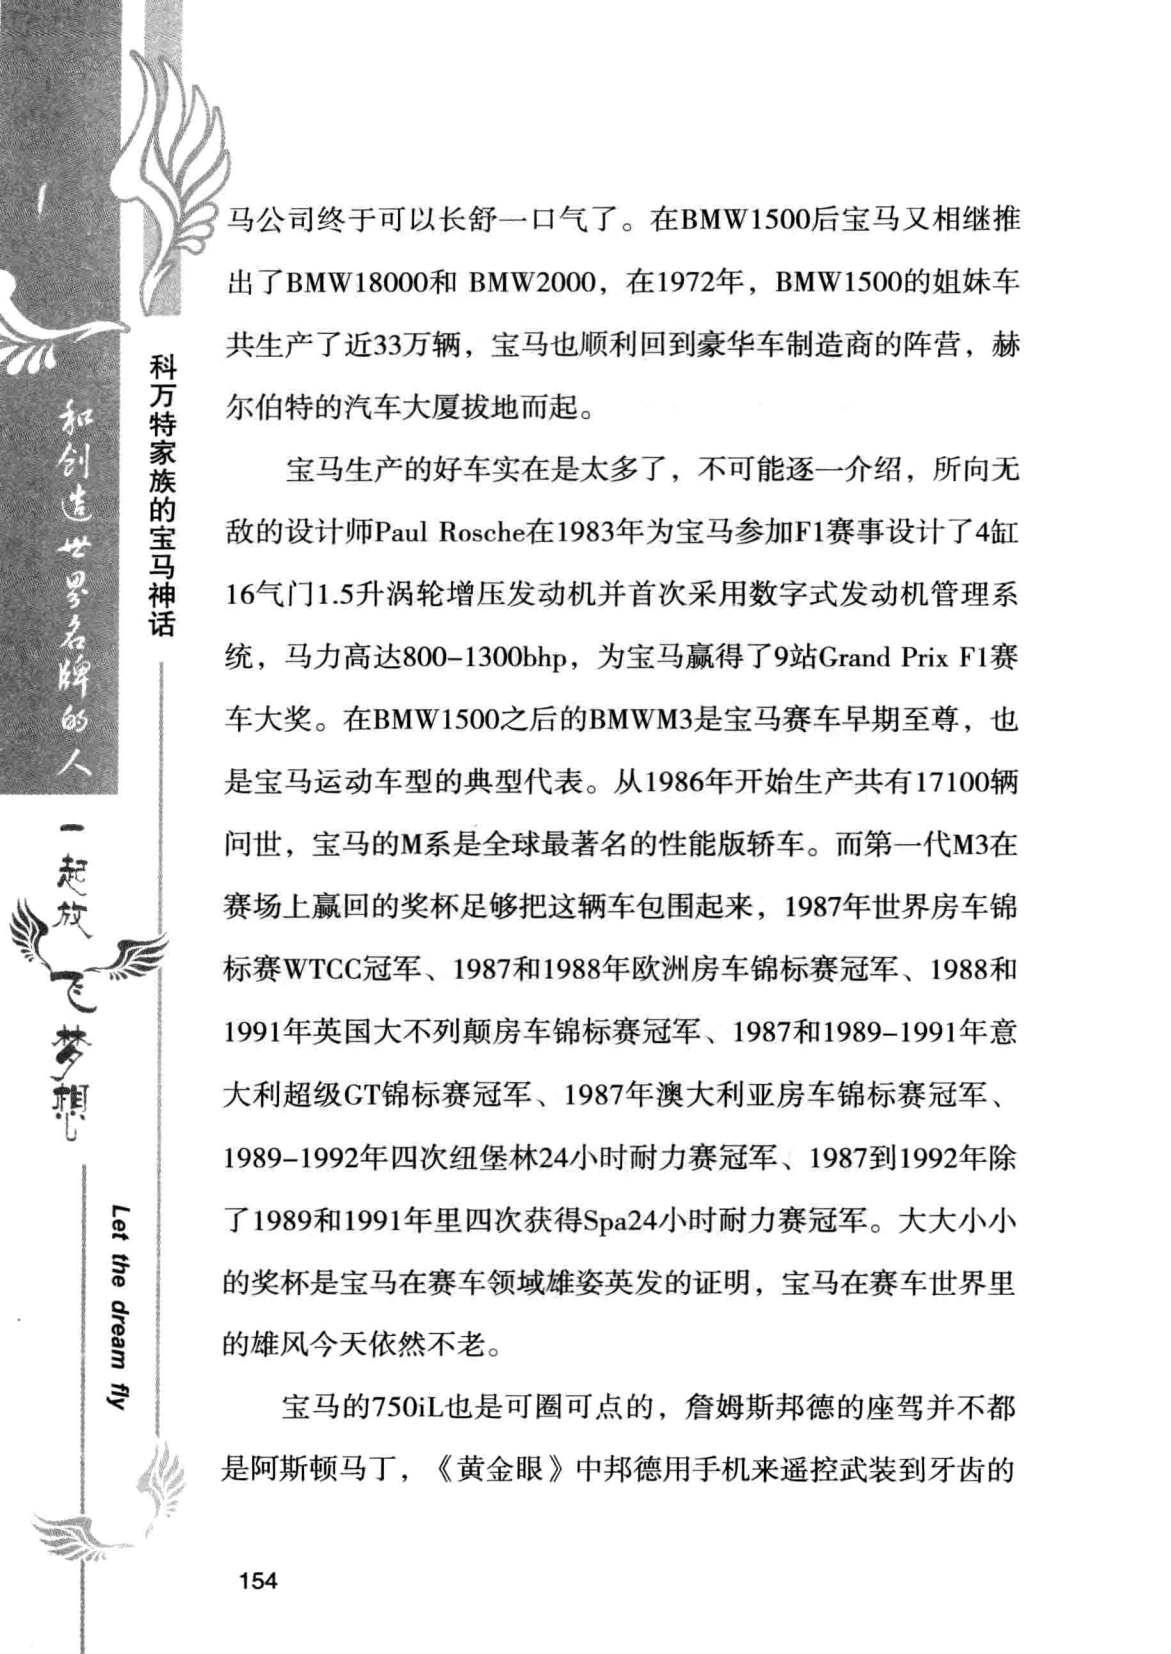 和创造世界名牌的人
一起放飞梦想
Let the dream fly
科万特家族的宝马神话
马公司终于可以长舒一口气了。在BMW1500后宝马又相继推
出了BMW18000和 BMW2000，在1972年，BMW1500的姐妹车
共生产了近33万辆，宝马也顺利回到豪华车制造商的阵营，赫
尔伯特的汽车大厦拔地而起。
宝马生产的好车实在是太多了，不可能逐一介绍，所向无
敌的设计师Paul Rosche在1983年为宝马参加F1赛事设计了4缸
16气门1.5升涡轮增压发动机并首次采用数字式发动机管理系
统，马力高达800-1300bhp，为宝马赢得了9站Grand Prix F1赛
车大奖。在BMW1500之后的BMWM3是宝马赛车早期至尊，也
是宝马运动车型的典型代表。从1986年开始生产共有17100辆
问世，宝马的M系是全球最著名的性能版轿车。而第一代M3在
赛场上赢回的奖杯足够把这辆车包围起来，1987年世界房车锦
标赛WTCC冠军、1987和1988年欧洲房车锦标赛冠军、1988和
1991年英国大不列颠房车锦标赛冠军、1987和1989-1991年意
大利超级GT锦标赛冠军、1987年澳大利亚房车锦标赛冠军、
1989-1992年四次纽堡林24小时耐力赛冠军、1987到1992年除
了1989和1991年里四次获得Spa24小时耐力赛冠军。大大小小
的奖杯是宝马在赛车领域雄姿英发的证明，宝马在赛车世界里
的雄风今天依然不老。
宝马的750iL也是可圈可点的，詹姆斯邦德的座驾并不都
是阿斯顿马丁，《黄金眼》中邦德用手机来遥控武装到牙齿的
154